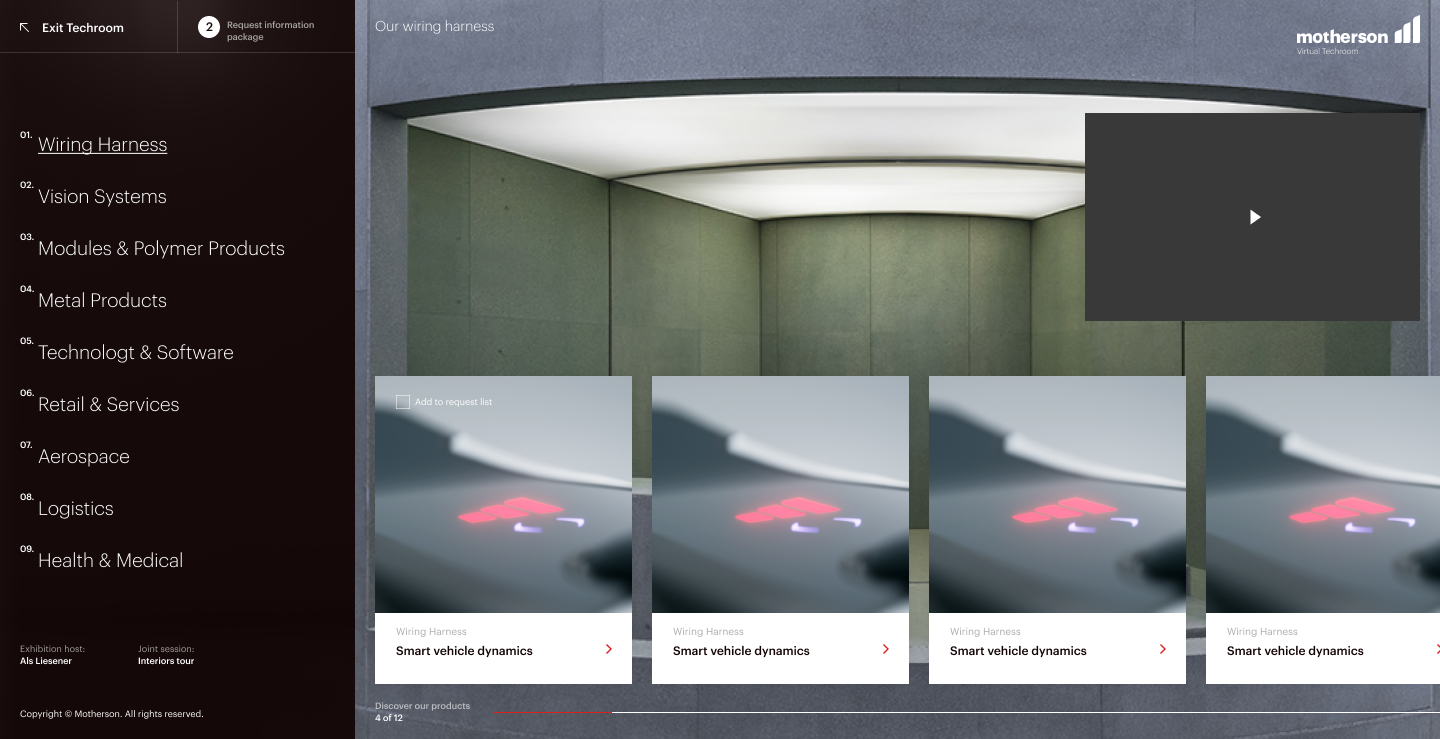 Exit Techroom
2
Request information
package
01.
Wiring Harness
02.
Vision Systems
03.
Modules & Polymer Products
04.
Metal Products
05.
Technologt & Software
06.
Retail & Services
07.
Aerospace
08.
Logistics
09.
Health & Medical
Exhibition host:
Als Liesener
Joint session:
Interiors tour
Copyright © Motherson. All rights reserved.
Our wiring harness
motherson
Virtual Techroom
Add to request list
Wiring Harness
Smart vehicle dynamics
Wiring Harness
Smart vehicle dynamics
Wiring Harness
Smart vehicle dynamics
Wiring Harness
Smart vehicle dynamics
Discover our products
4 of 12